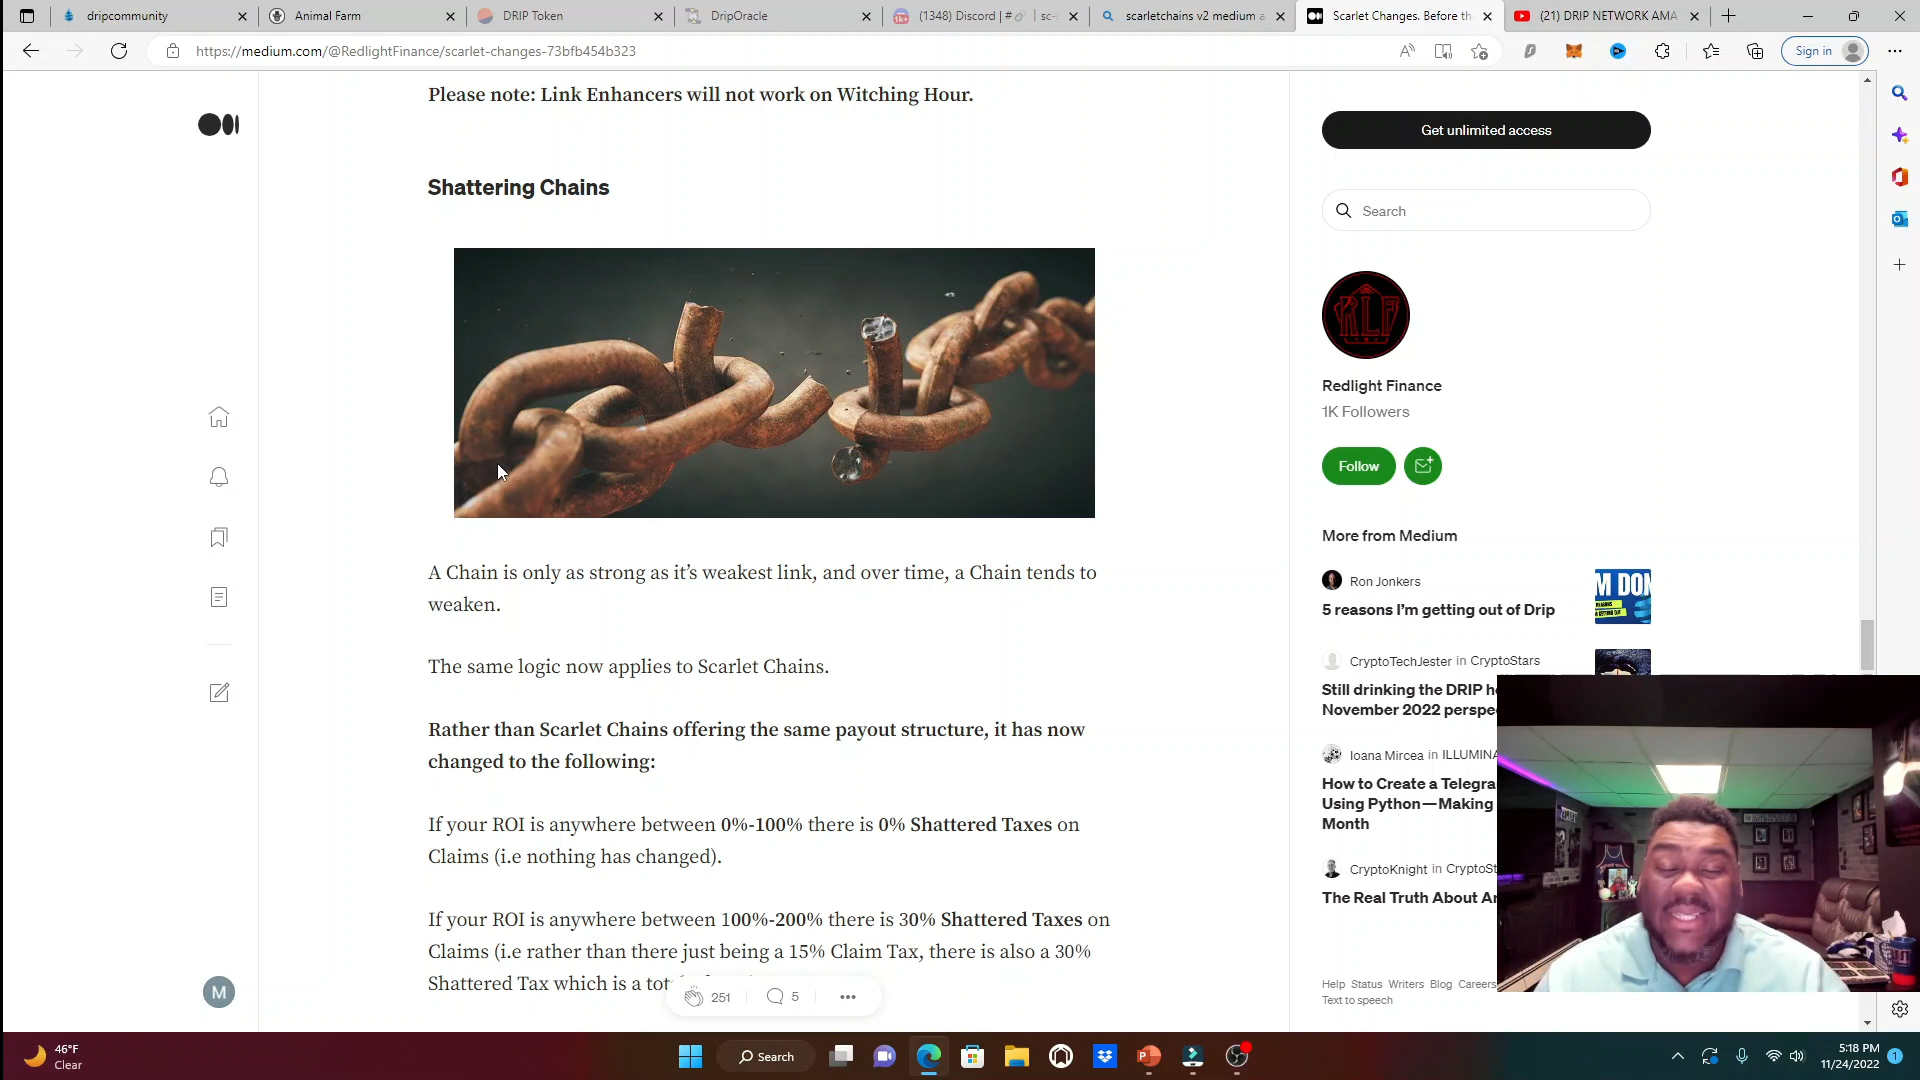 dripcommunity
Animal Farm
DRIP Token
DripOracle
(1348) Discord | #
| sc-
scarletchains v2 medium a
Scarlet Changes. Before th
(21) DRIP NETWORK AMA
https://medium.com/@RedlightFinance/scarlet-changes-73bfb454b323
Sign in
Please note: Link Enhancers will not work on Witching Hour.
Shattering Chains
A Chain is only as strong as it's weakest link, and over time, a Chain tends to
weaken.
The same logic now applies to Scarlet Chains.
Rather than Scarlet Chains offering the same payout structure, it has now
changed to the following:
If your ROI is anywhere between 0%-100% there is 0% Shattered Taxes on
Claims (i.e nothing has changed).
If your ROI is anywhere between 100%-200% there is 30% Shattered Taxes on
Claims (i.e rather than there just being a 15% Claim Tax, there is also a 30%
Shattered Tax which is a
251
5
M
Get unlimited access
Search
RLF
Redlight Finance
1K Followers
Follow
More from Medium
Ron Jonkers
5 reasons I'm getting out of Drip
M DON
CryptoTechJester in CryptoStars
Still drinking the DRIP
November 2022
Ioana Mircea in ILLUMINA
How to Create a
Using Python—Making
Month
CryptoKnight in
The Real Truth About
Help Status Writers Blog Careers
Text to speech
46°F
Clear
Search
5:18 PM
11/24/2022
1